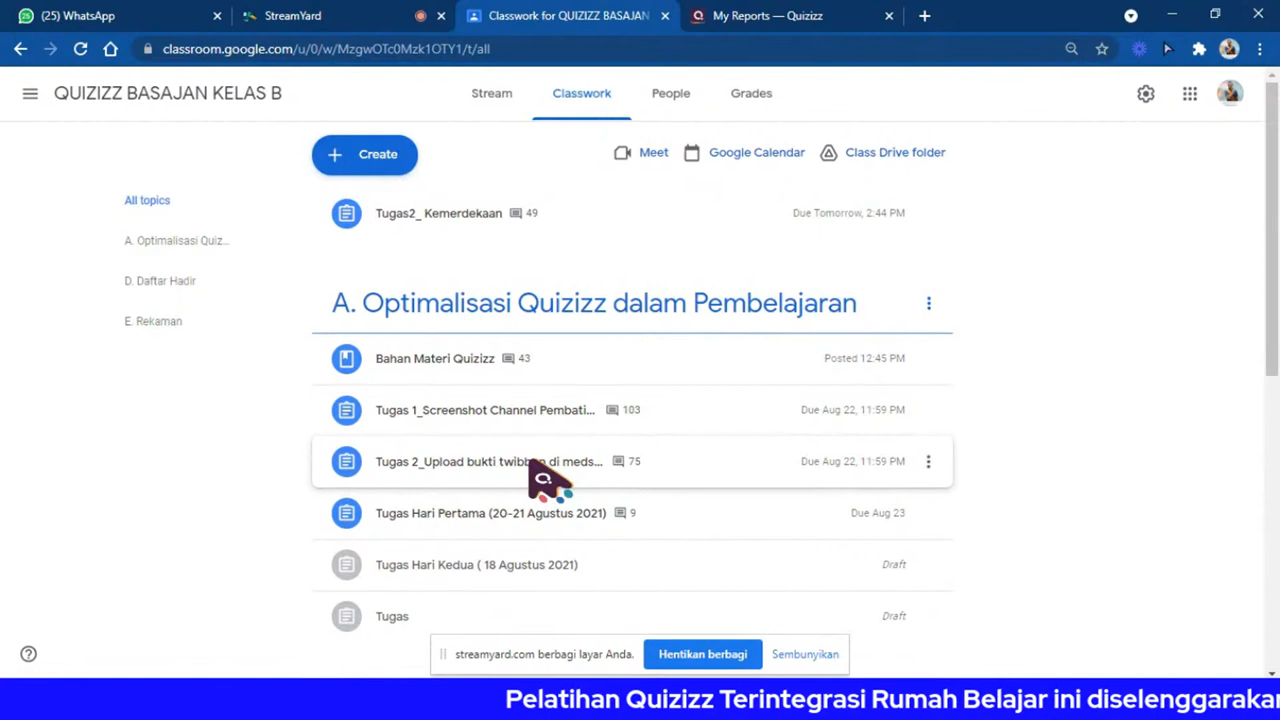 (25) WhatsApp
StreamYard
Classwork for QUIZIZZ BASAJAN
My Reports — Quizizz
classroom.google.com/u/0/w/MzgwOTc0Mzk1OTY1/t/all
QUIZIZZ BASAJAN KELAS B
Stream
Classwork
People
Grades
Create
Meet
Google Calendar
Class Drive folder
All topics
A. Optimalisasi Quiz...
D. Daftar Hadir
E. Rekaman
Tugas2_ Kemerdekaan 49 Due Tomorrow, 2:44 PM
A. Optimalisasi Quizizz dalam Pembelajaran
Bahan Materi Quizizz 43 Posted 12:45 PM
Tugas 1_Screenshot Channel Pembati... 103 Due Aug 22, 11:59 PM
Tugas 2_Upload bukti di meds... 75 Due Aug 22, 11:59 PM
Tugas Hari Pertama (20-21 Agustus 2021) 9 Due Aug 23
Tugas Hari Kedua ( 18 Agustus 2021) Draft
Tugas Draft
streamyard.com berbagi layar Anda. Hentikan berbagi Sembunyikan
Pelatihan Quizizz Terintegrasi Rumah Belajar ini diselenggaraka